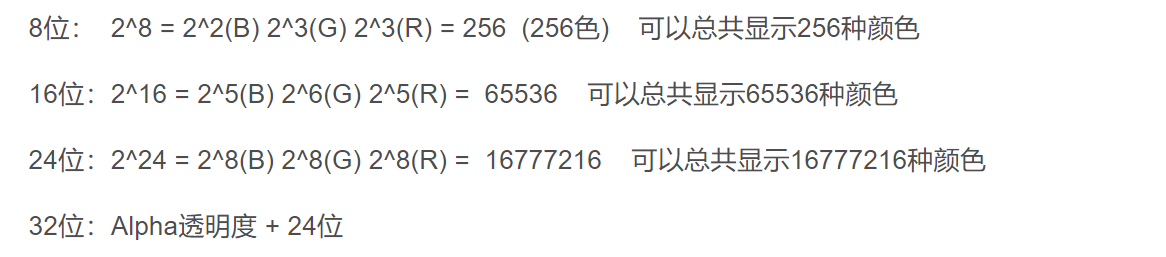 8位： 2^8 = 2^2(B) 2^3(G) 2^3(R) = 256  (256色)    可以总共显示256种颜色
16位：2^16 = 2^5(B) 2^6(G) 2^5(R) =  65536    可以总共显示65536种颜色
24位：2^24 = 2^8(B) 2^8(G) 2^8(R) =  16777216    可以总共显示16777216种颜色
32位：Alpha透明度 + 24位